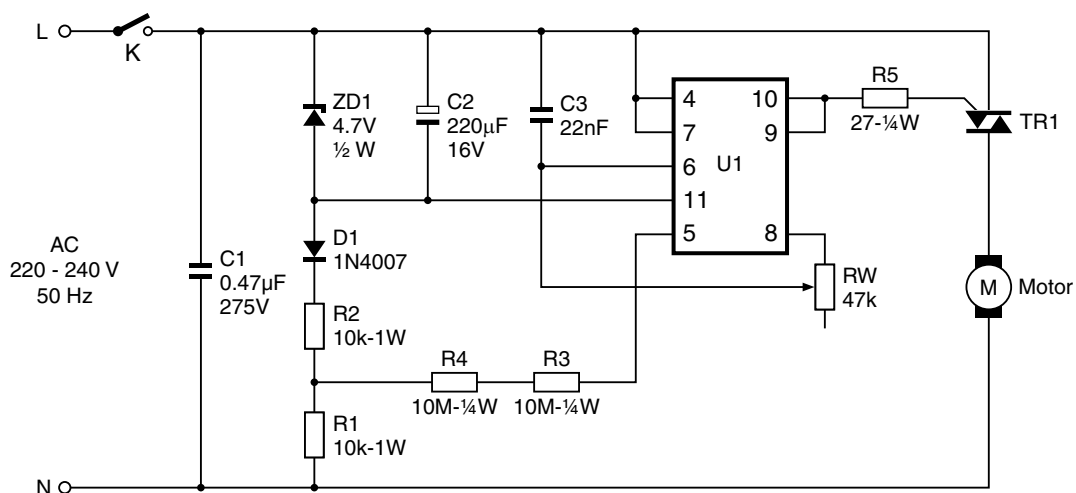 L
K
ZD1
4.7V
½ W
C2
220µF
16V
C3
22nF
4
7
6
11
5
10
9
U1
8
R5
27-¼W
TR1
AC
220 - 240 V
50 Hz
C1
0.47µF
275V
D1
1N4007
R2
10k-1W
RW
47k
M
Motor
R4
10M-¼W
R3
10M-¼W
R1
10k-1W
N